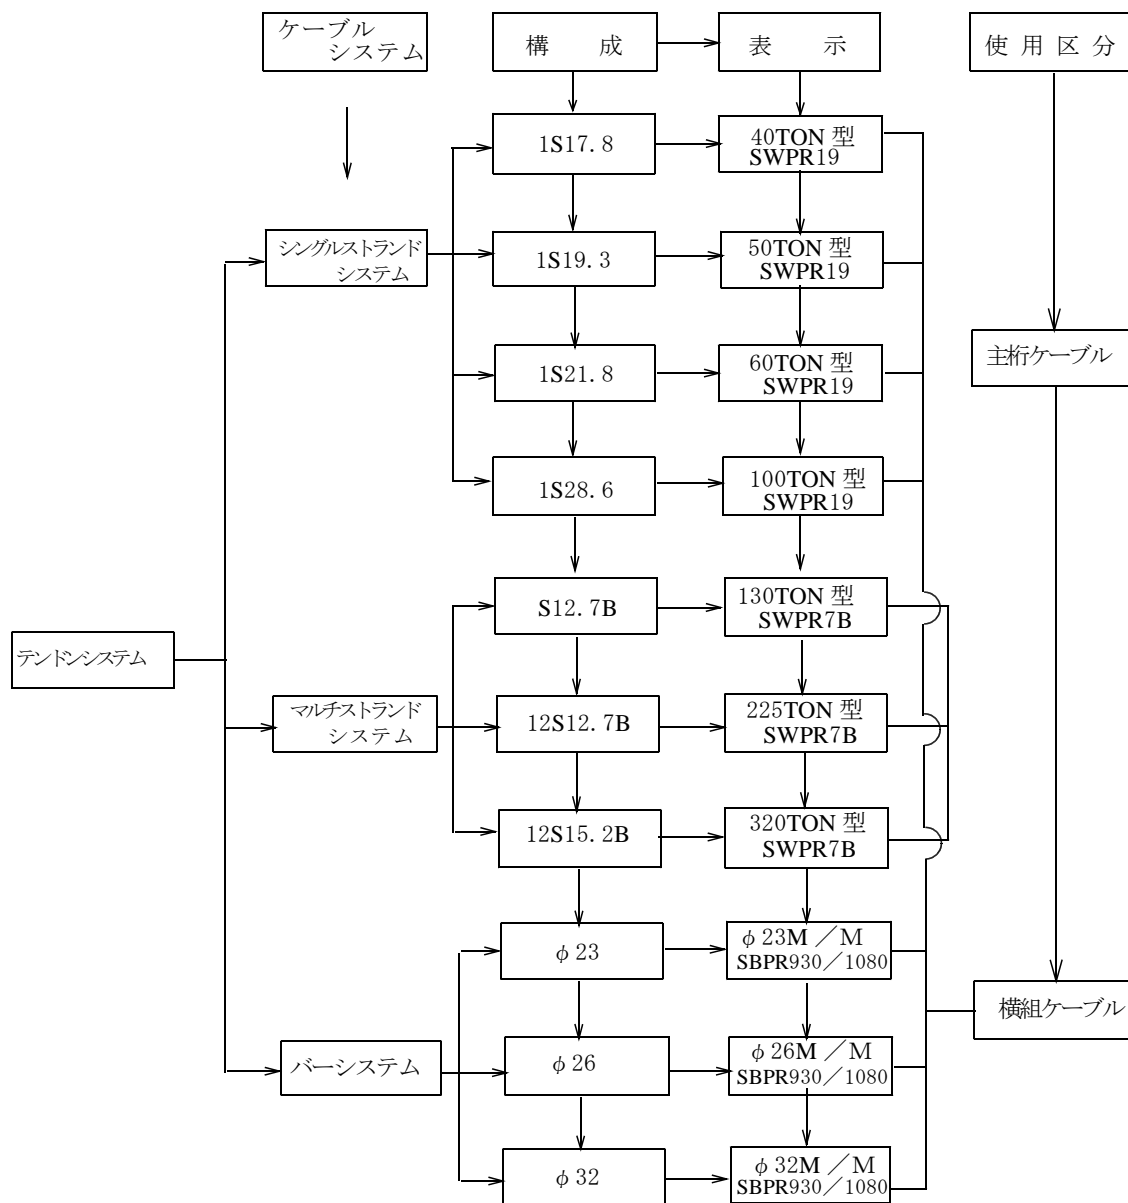 ケーブル
システム
構　成
表　示
使 用 区 分
1S17.8
40TON 型
SWPR19
シングルストランド
システム
1S19.3
50TON 型
SWPR19
1S21.8
60TON 型
SWPR19
主桁ケーブル
1S28.6
100TON 型
SWPR19
S12.7B
130TON 型
SWPR7B
テンドンシステム
マルチストランド
システム
12S12.7B
225TON 型
SWPR7B
12S15.2B
320TON 型
SWPR7B
φ23
φ23M／M
SBPR930／1080
横組ケーブル
バーシステム
φ26
φ26M／M
SBPR930／1080
φ32
φ32M／M
SBPR930／1080